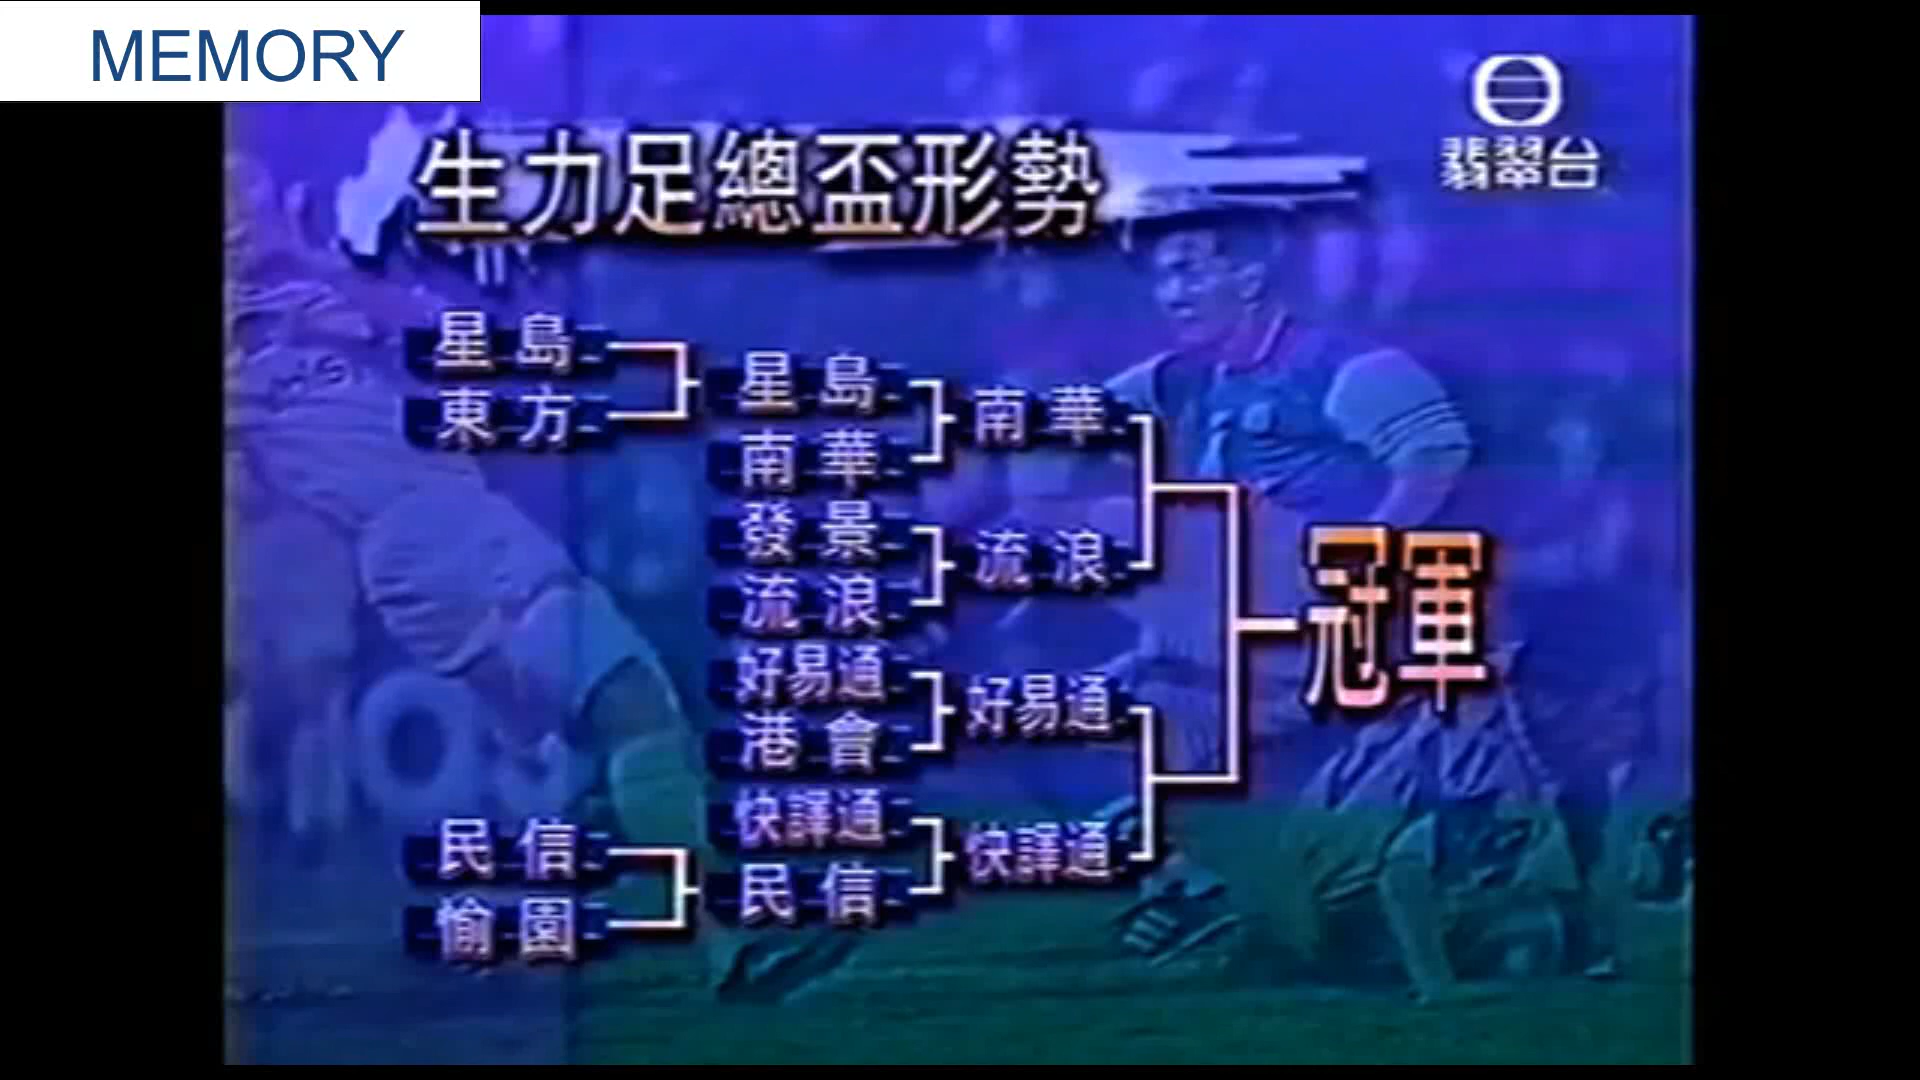 MEMORY
翡翠台
生力足總盃形勢
星島
東方
星島
南華
發景
流浪
好易通
港會
快譯通
民信
民信
愉園
南華
流浪
好易通
快譯通
冠軍